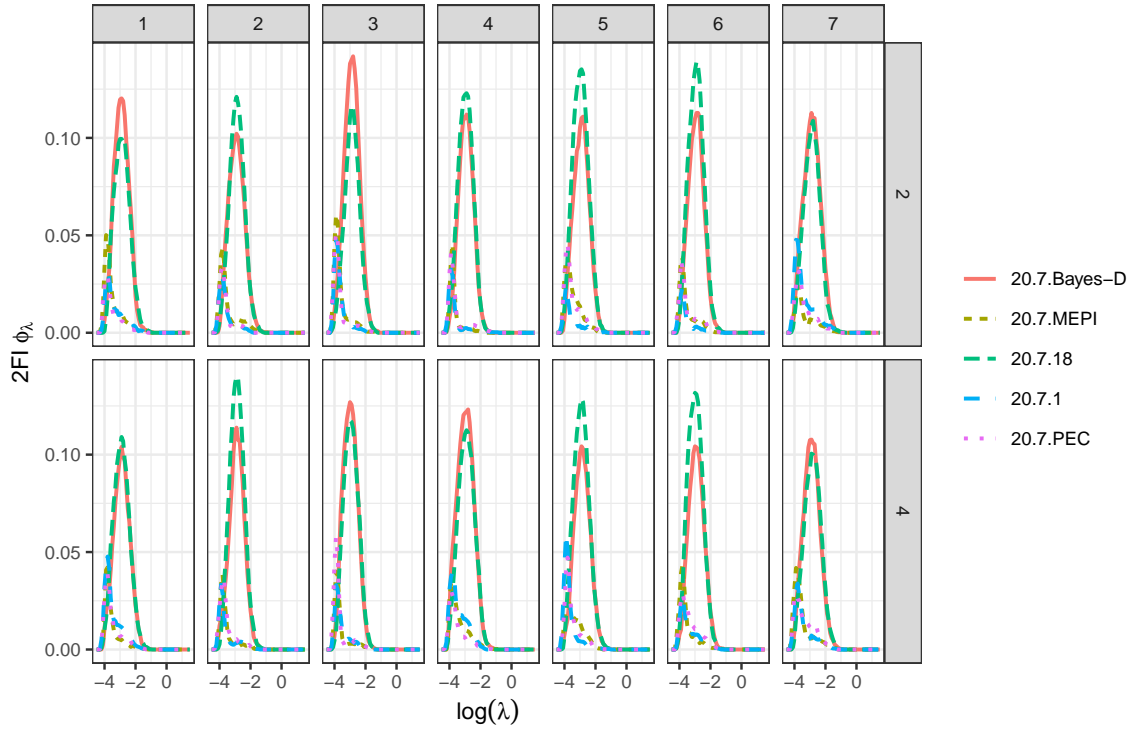 1 2 3 4 5 6 7
2FI ϕλ
0.10
0.05
0.00
2
0.10
0.05
0.00
4
−4 −2 0 −4 −2 0 −4 −2 0 −4 −2 0 −4 −2 0 −4 −2 0 −4 −2 0
log(λ)
20.7.Bayes−D
20.7.MEPI
20.7.18
20.7.1
20.7.PEC